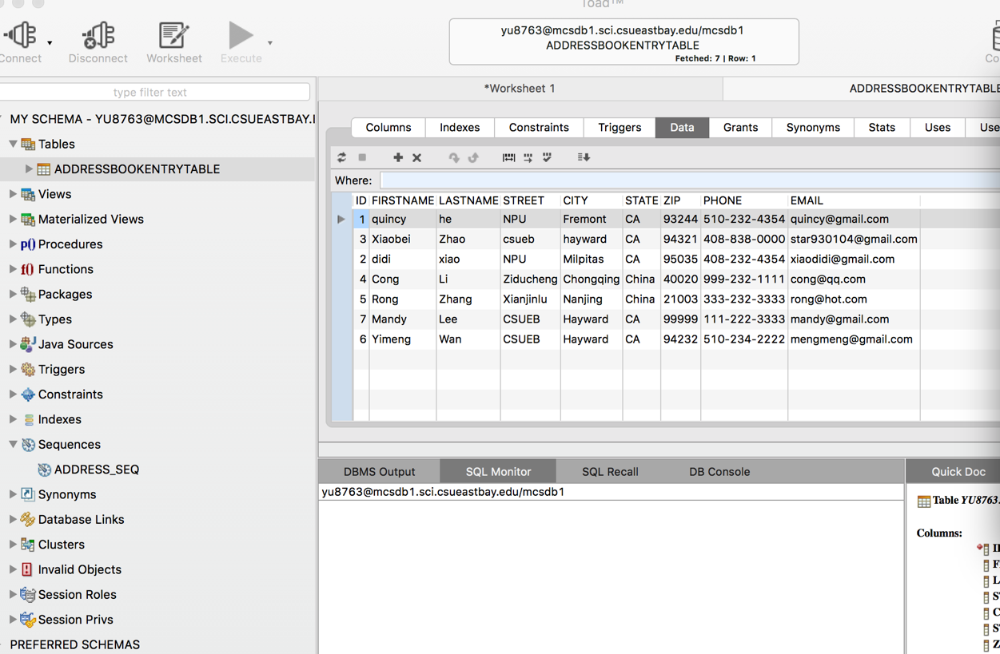 Toad™
Connect
Disconnect
Worksheet
Execute
yu8763@mcsdb1.sci.csueastbay.edu/mcsdb1
ADDRESSBOOKENTRYTABLE
Fetched: 7 | Row: 1
type filter text
*Worksheet 1
ADDRESSBOOKENTRYTABLE
MY SCHEMA - YU8763@MCSDB1.SCI.CSUEASTBAY.
Tables
ADDRESSBOOKENTRYTABLE
Views
Materialized Views
p() Procedures
f() Functions
Packages
Types
Java Sources
Triggers
Constraints
Indexes
Sequences
ADDRESS_SEQ
Synonyms
Database Links
Clusters
Invalid Objects
Session Roles
Session Privs
PREFERRED SCHEMAS
Columns Indexes Constraints Triggers Data Grants Synonyms Stats Uses Use
Where:
ID FIRSTNAME LASTNAME STREET CITY STATE ZIP PHONE EMAIL
1 quincy he NPU Fremont CA 93244 510-232-4354 quincy@gmail.com
3 Xiaobei Zhao csueb hayward CA 94321 408-838-0000 star930104@gmail.com
2 didi xiao NPU Milpitas CA 95035 408-232-4354 xiaodidi@gmail.com
4 Cong Li Ziducheng Chongqing China 40020 999-232-1111 cong@qq.com
5 Rong Zhang Xianjinlu Nanjing China 21003 333-232-3333 rong@hot.com
7 Mandy Lee CSUEB Hayward CA 99999 111-222-3333 mandy@gmail.com
6 Yimeng Wan CSUEB Hayward CA 94232 510-234-2222 mengmeng@gmail.com
DBMS Output SQL Monitor SQL Recall DB Console
yu8763@mcsdb1.sci.csueastbay.edu/mcsdb1
Quick Doc
Table YU8763.
Columns: